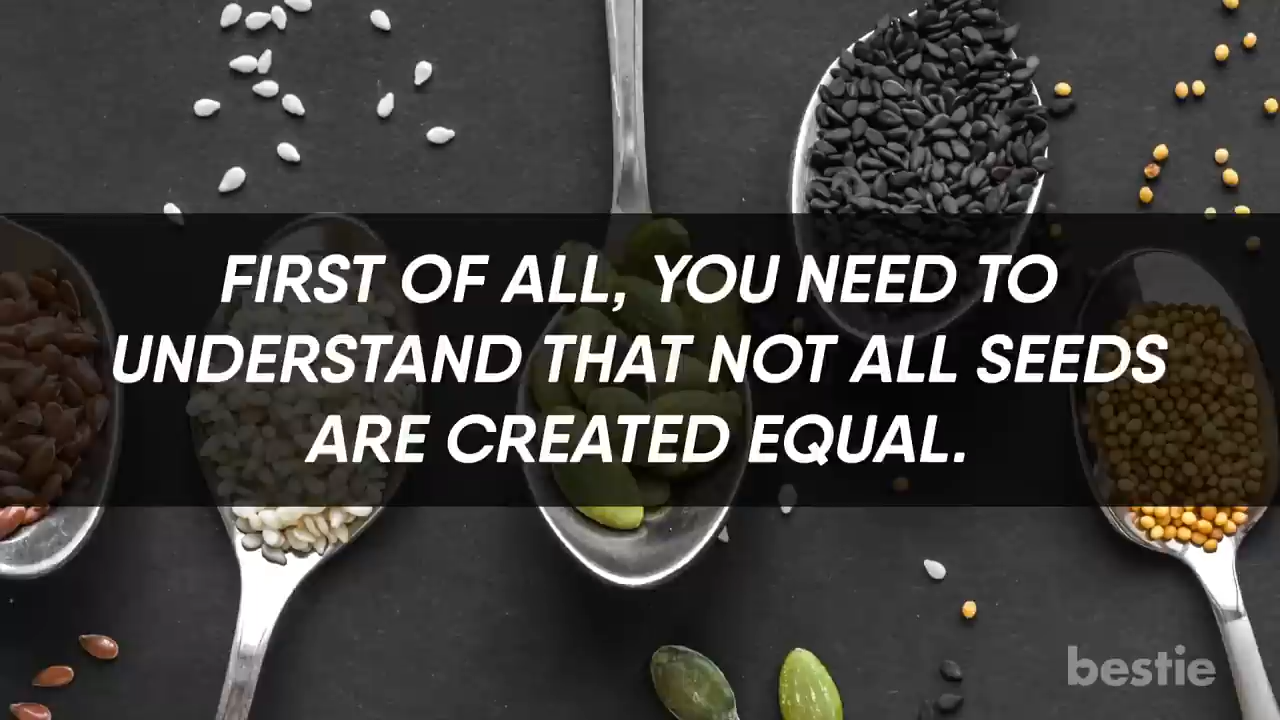 FIRST OF ALL, YOU NEED TO
UNDERSTAND THAT NOT ALL SEEDS
ARE CREATED EQUAL.
bestie